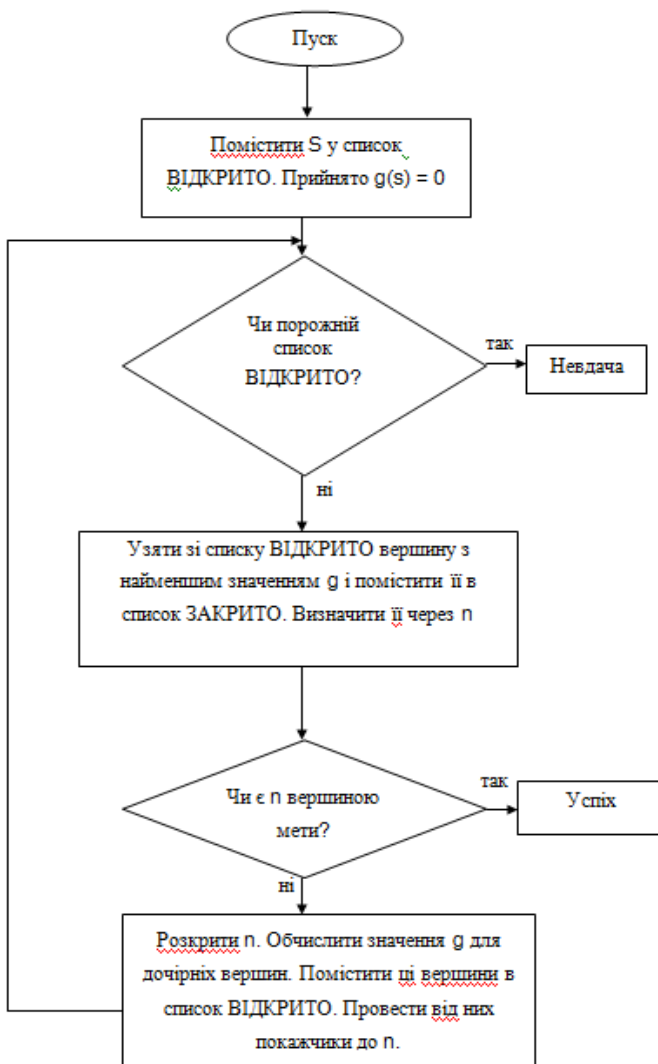 Пуск
Помістити S у список
ВІДКРИТО. Прийнято g(s) = 0
Чи порожній
список
ВІДКРИТО?
так
Невдача
ні
Узяти зі списку ВІДКРИТО вершину з
найменшим значенням g і помістити її в
список ЗАКРИТО. Визначити її через n
Чи є n вершиною
мети?
так
Успіх
ні
Розкрити n. Обчислити значення g для
дочірніх вершин. Помістити ці вершини в
список ВІДКРИТО. Провести від них
покажчики до n.